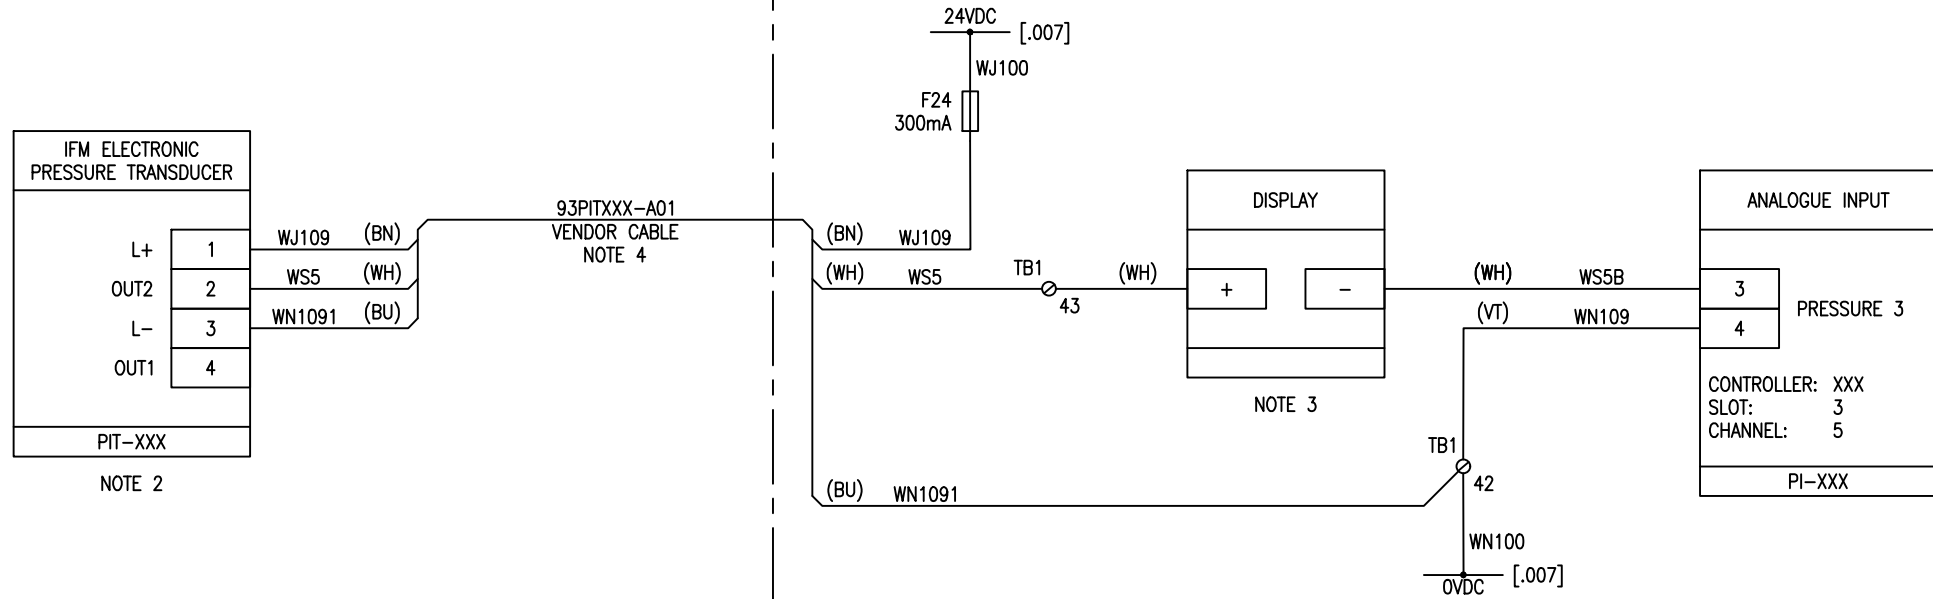 24VDC
[.007]
WJ100
F24
300mA
IFM ELECTRONIC
PRESSURE TRANSDUCER
L+ 1 WJ109 (BN)
OUT2 2 WS5 (WH)
L- 3 WN1091 (BU)
OUT1 4
PIT-XXX
NOTE 2
93PITXXX-A01
VENDOR CABLE
NOTE 4
(BN) WJ109
(WH) WS5
TB1
43
(WH)
DISPLAY
+ -
NOTE 3
(WH) WS5B
(VT) WN109
ANALOGUE INPUT
3
4
PRESSURE 3
CONTROLLER: XXX
SLOT: 3
CHANNEL: 5
PI-XXX
TB1
42
(BU) WN1091
WN100
0VDC
[.007]